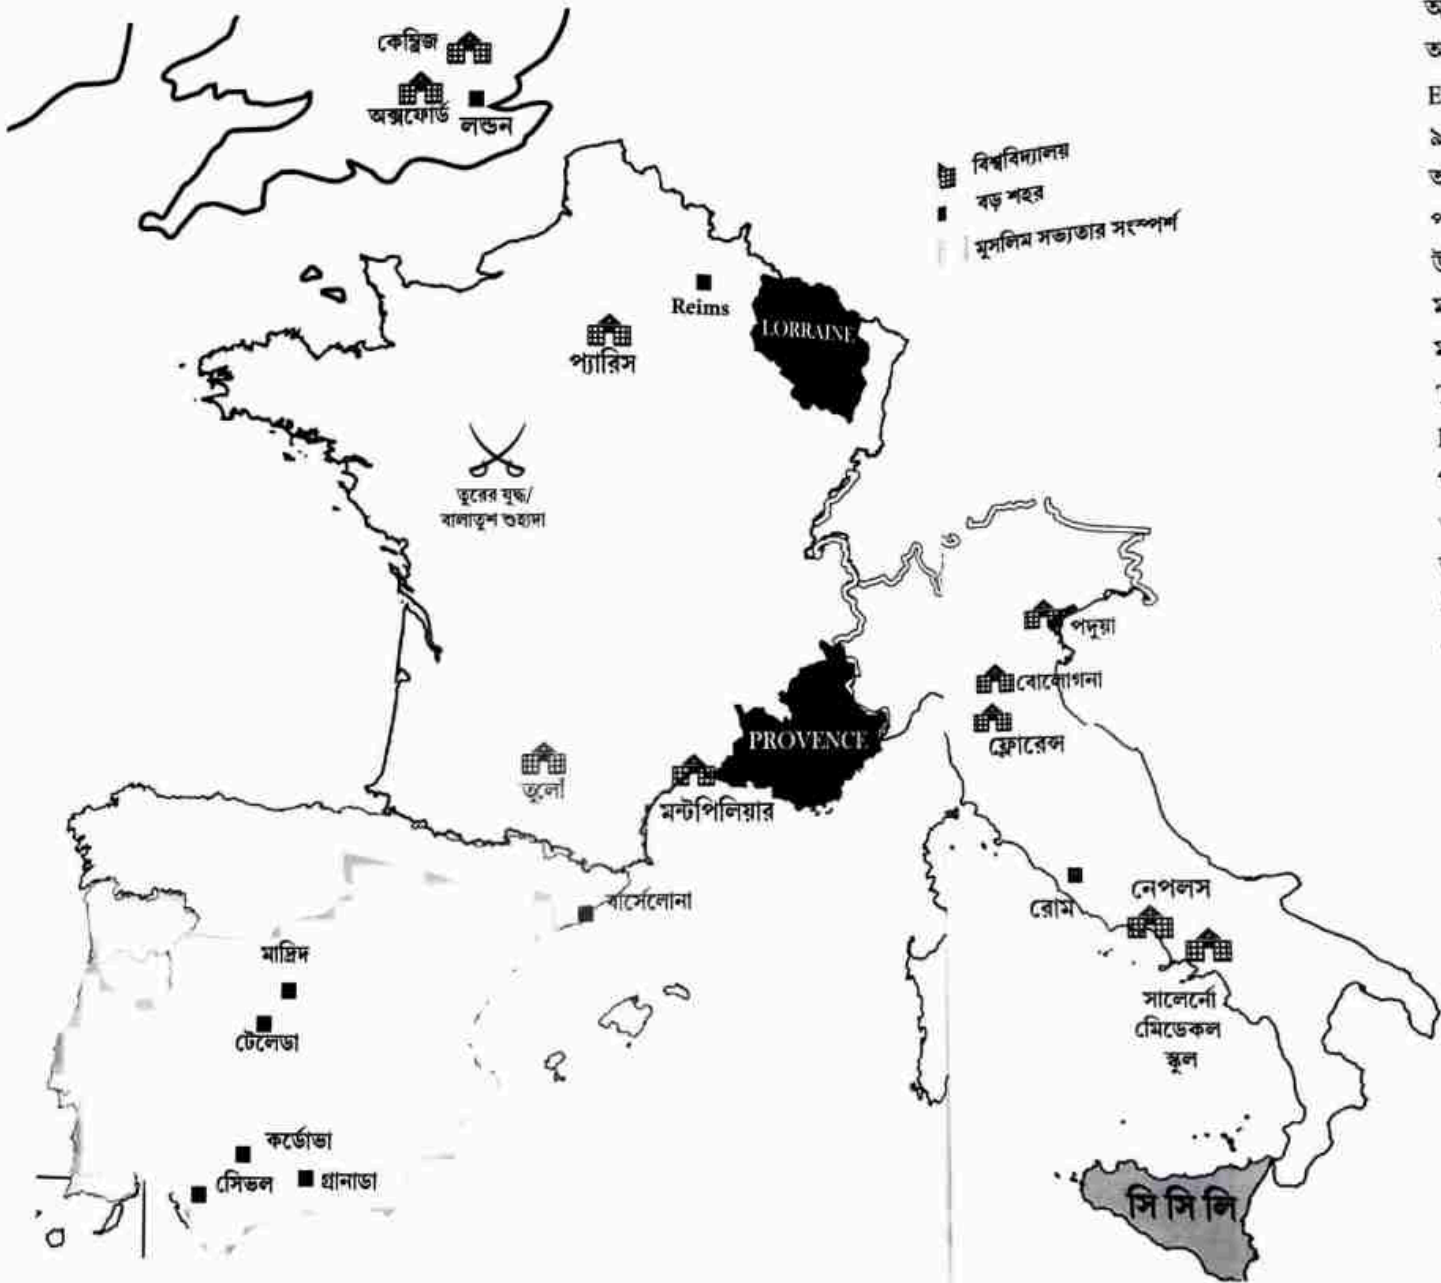 কেম্ব্রিজ
অক্সফোর্ড
লন্ডন
বিশ্ববিদ্যালয়
বড় শহর
মুসলিম সভ্যতার সংস্পর্শ
Reims
LORRAINE
প্যারিস
তুরের যুদ্ধ/
বালাতুশ শুহাদা
পদুয়া
বোলোগনা
ফ্লোরেন্স
PROVENCE
তুলোঁ
মন্টপিলিয়ার
বার্সেলোনা
রোম
নেপলস
মাদ্রিদ
টলেডো
সালের্নো
মেডিকেল
স্কুল
কর্ডোভা
সেভিল
গ্রানাডা
সি সি লি